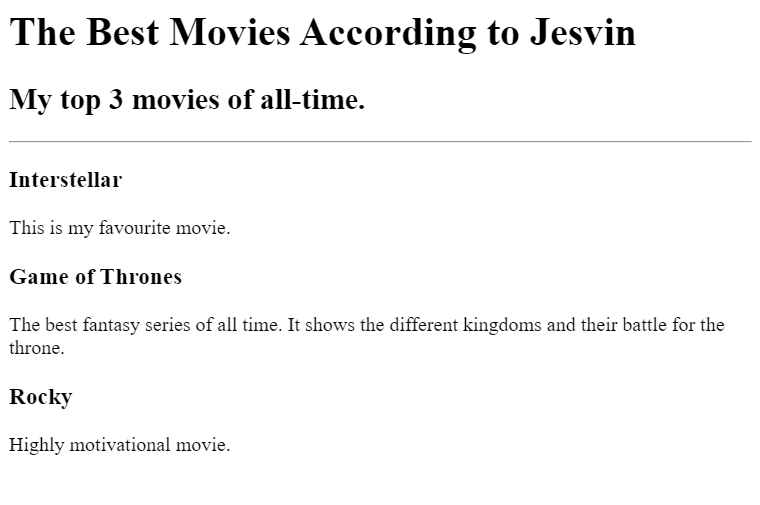 The Best Movies According to Jesvin
My top 3 movies of all-time.
Interstellar
This is my favourite movie.
Game of Thrones
The best fantasy series of all time. It shows the different kingdoms and their battle for the
throne.
Rocky
Highly motivational movie.